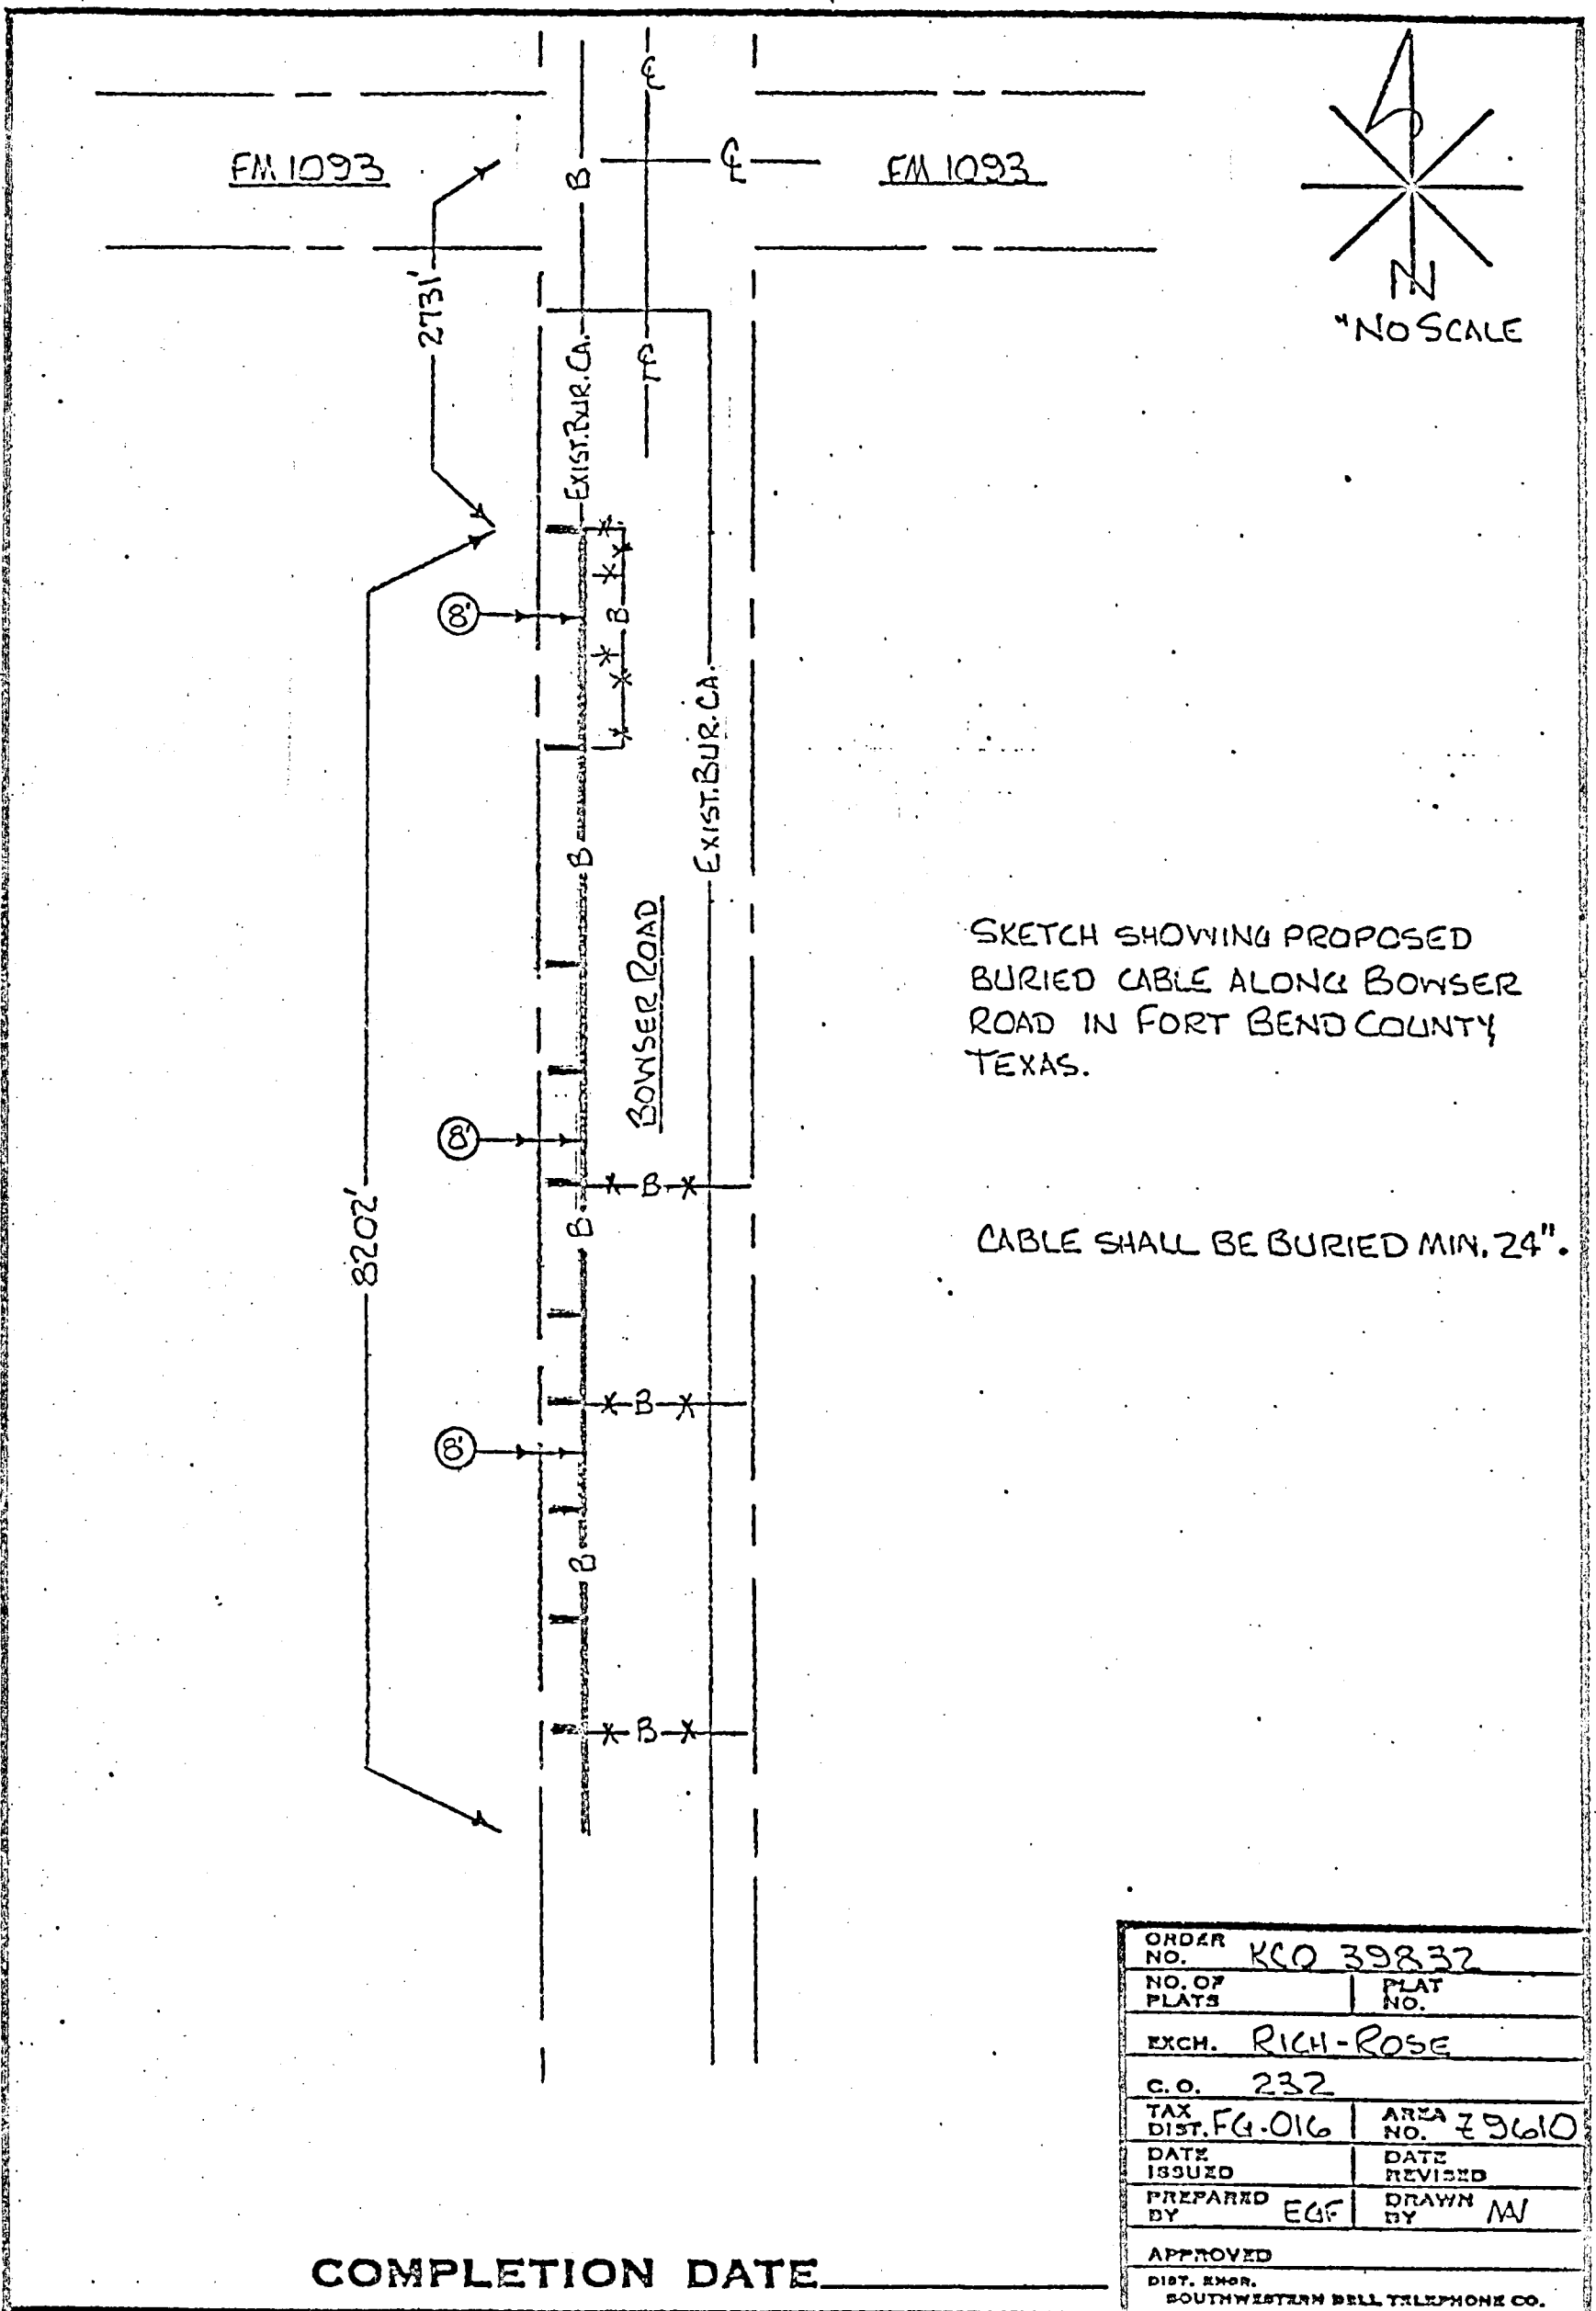 ℄
FM 1093
B
℄
FM 1093
N
"NO SCALE
2731'
EXIST. BUR. CA.
℄
8'
B
EXIST. BUR. CA.
B
BOWSER ROAD
SKETCH SHOWING PROPOSED
BURIED CABLE ALONG BOWSER
ROAD IN FORT BEND COUNTY
TEXAS.
8'
B
B
8202'
CABLE SHALL BE BURIED MIN. 24".
B
8'
B
B
ORDER NO. KCO 39832
NO. OF PLATS
PLAT NO.
EXCH. RICH-ROSE
C. O. 232
TAX DIST. FG-016
AREA NO. Z9610
DATE ISSUED
DATE REVISED
PREPARED BY EGF
DRAWN BY
APPROVED
DIST. ENGR.
SOUTHWESTERN BELL TELEPHONE CO.
COMPLETION DATE